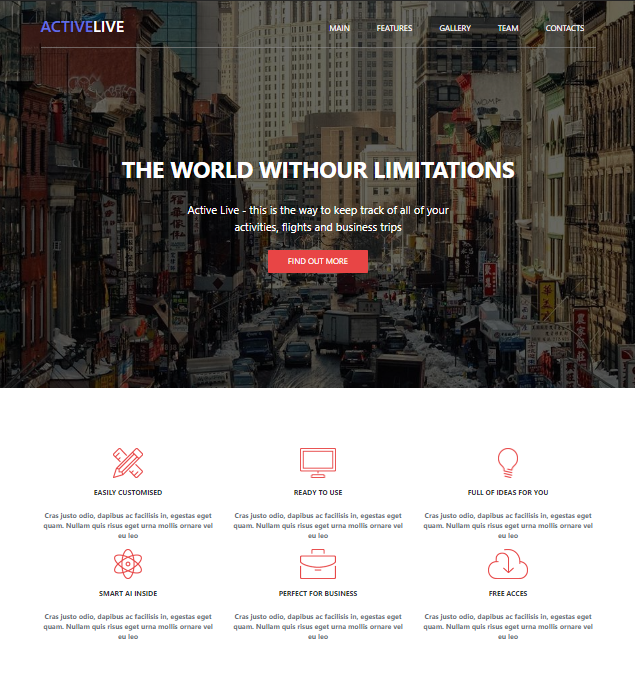 ACTIVELIVE
MAIN FEATURES GALLERY TEAM CONTACTS
THE WORLD WITHOUR LIMITATIONS
Active Live - this is the way to keep track of all of your
activities, flights and business trips
FIND OUT MORE
EASILY CUSTOMISED
Cras justo odio, dapibus ac facilisis in, egestas eget
quam. Nullam quis risus eget urna mollis ornare vel
eu leo
READY TO USE
Cras justo odio, dapibus ac facilisis in, egestas eget
quam. Nullam quis risus eget urna mollis ornare vel
eu leo
FULL OF IDEAS FOR YOU
Cras justo odio, dapibus ac facilisis in, egestas eget
quam. Nullam quis risus eget urna mollis ornare vel
eu leo
SMART AI INSIDE
Cras justo odio, dapibus ac facilisis in, egestas eget
quam. Nullam quis risus eget urna mollis ornare vel
eu leo
PERFECT FOR BUSINESS
Cras justo odio, dapibus ac facilisis in, egestas eget
quam. Nullam quis risus eget urna mollis ornare vel
eu leo
FREE ACCES
Cras justo odio, dapibus ac facilisis in, egestas eget
quam. Nullam quis risus eget urna mollis ornare vel
eu leo